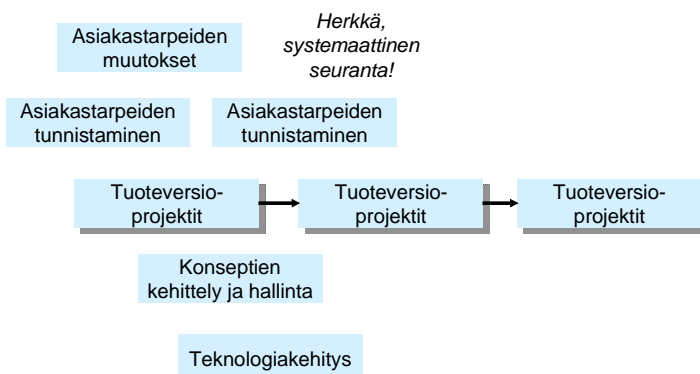 Asiakastarpeiden
muutokset
Herkkä,
systemaattinen
seuranta!
Asiakastarpeiden
tunnistaminen
Asiakastarpeiden
tunnistaminen
Tuoteversio-
projektit
Tuoteversio-
projektit
Tuoteversio-
projektit
Konseptien
kehittely ja hallinta
Teknologiakehitys